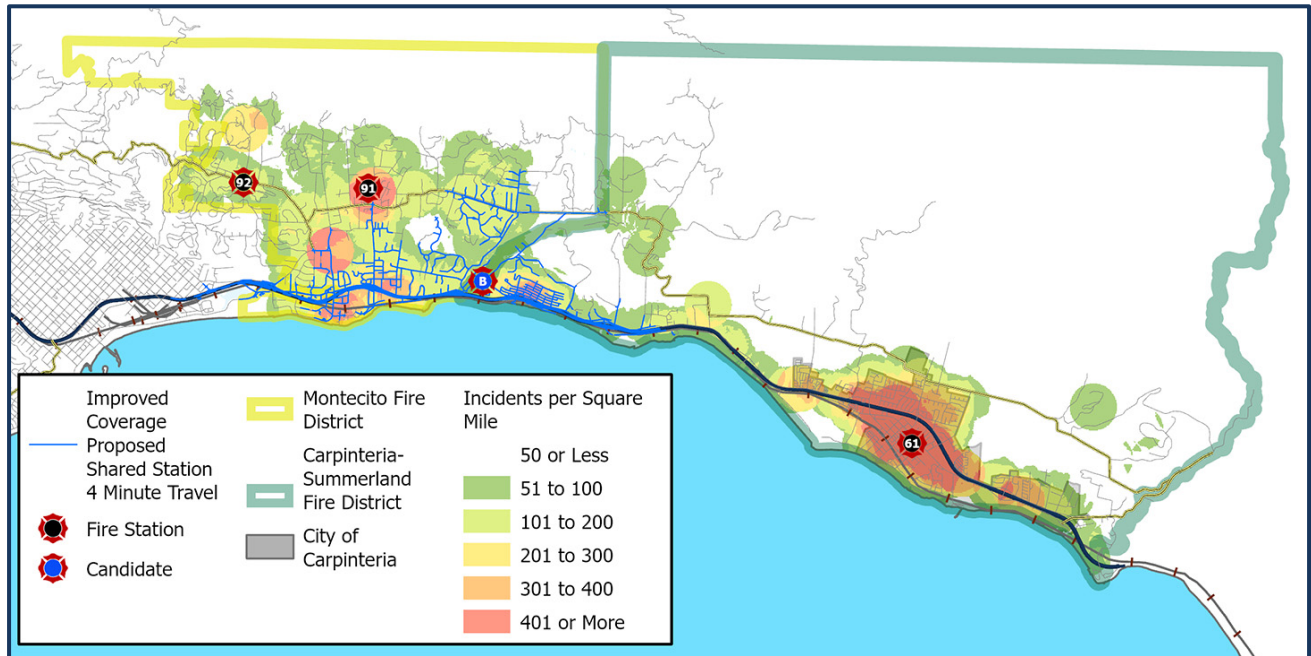 92
91
B
61
Improved
Coverage
Proposed
Shared Station
4 Minute Travel
Fire Station
Candidate
Montecito Fire
District
Carpinteria-
Summerland
Fire District
City of
Carpinteria
Incidents per Square
Mile
50 or Less
51 to 100
101 to 200
201 to 300
301 to 400
401 or More